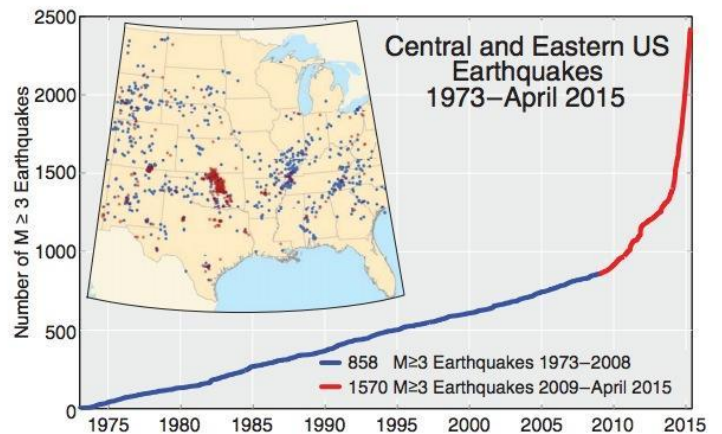 Central and Eastern US
Earthquakes
1973–April 2015
Number of M ≥ 3 Earthquakes
2500
2000
1500
1000
500
0
858 M≥3 Earthquakes 1973–2008
1570 M≥3 Earthquakes 2009–April 2015
1975 1980 1985 1990 1995 2000 2005 2010 2015